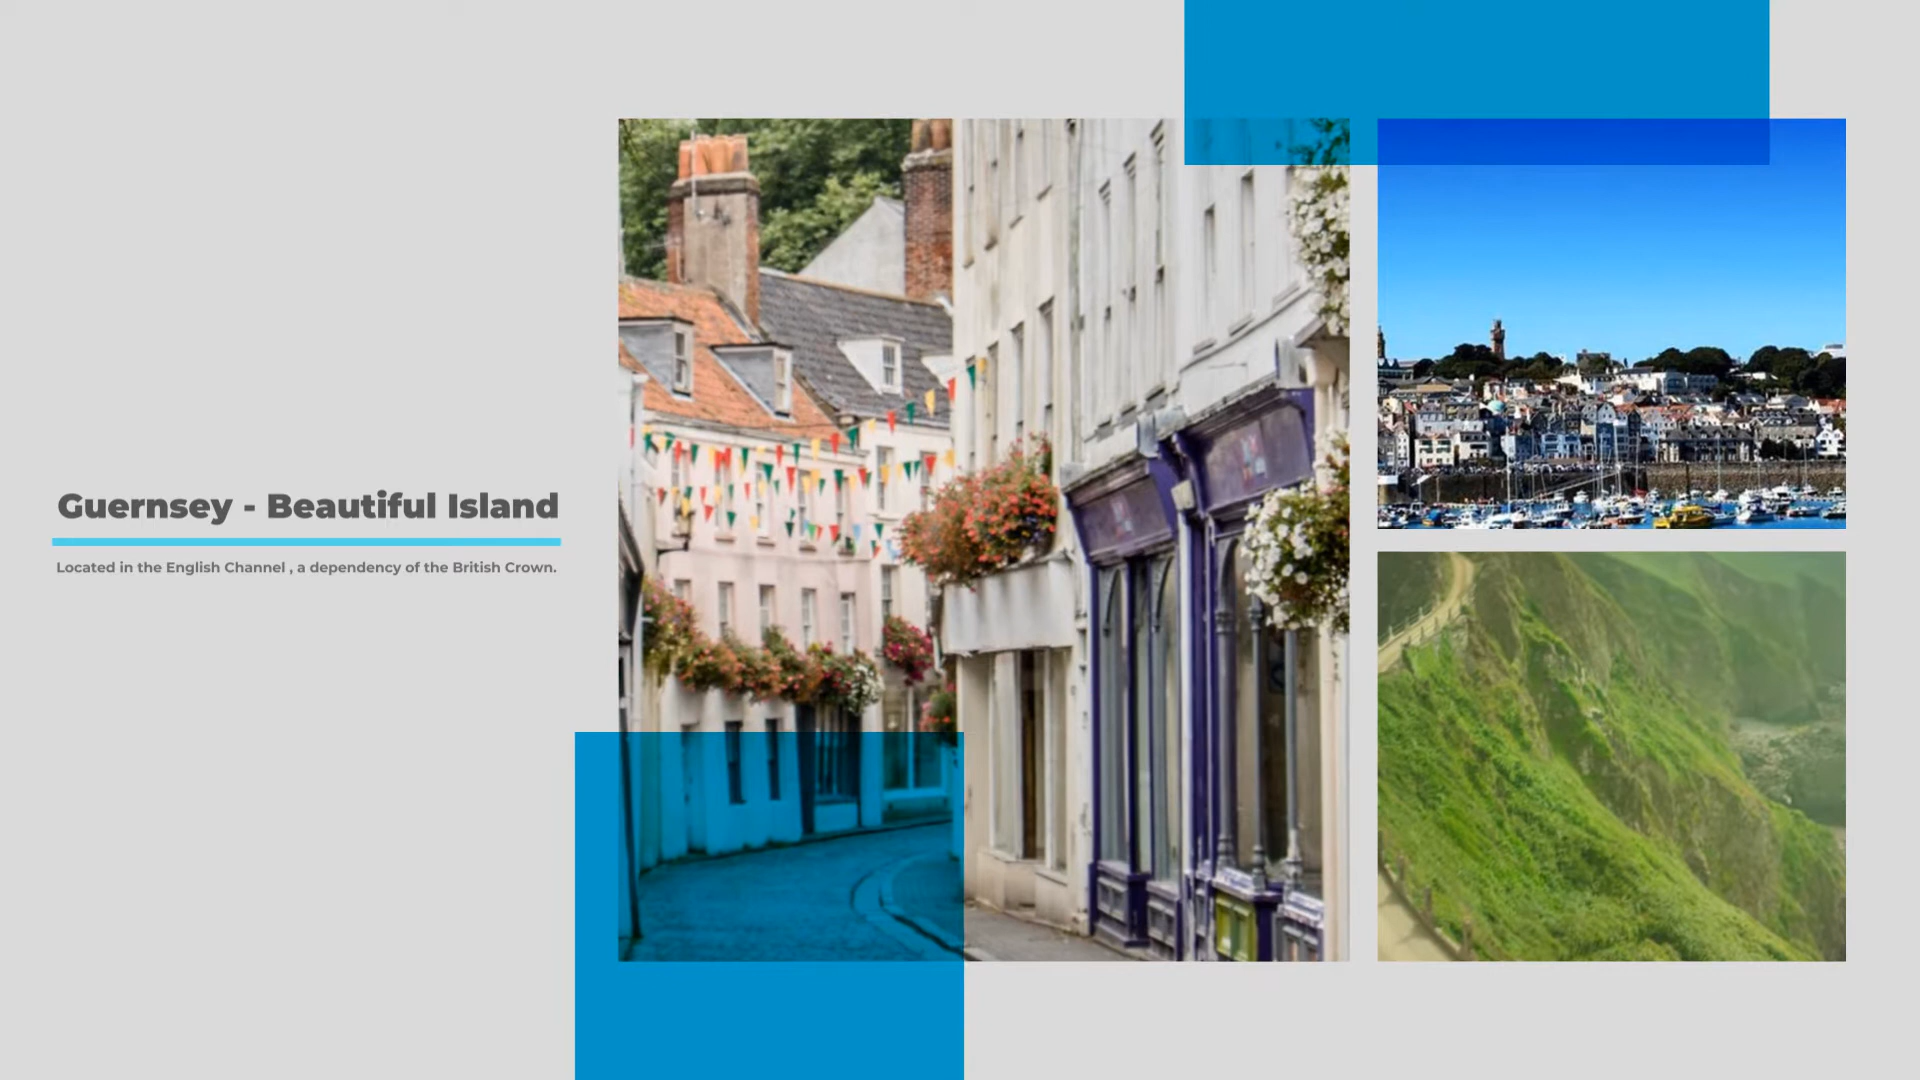 Guernsey - Beautiful Island
Located in the English Channel , a dependency of the British Crown.